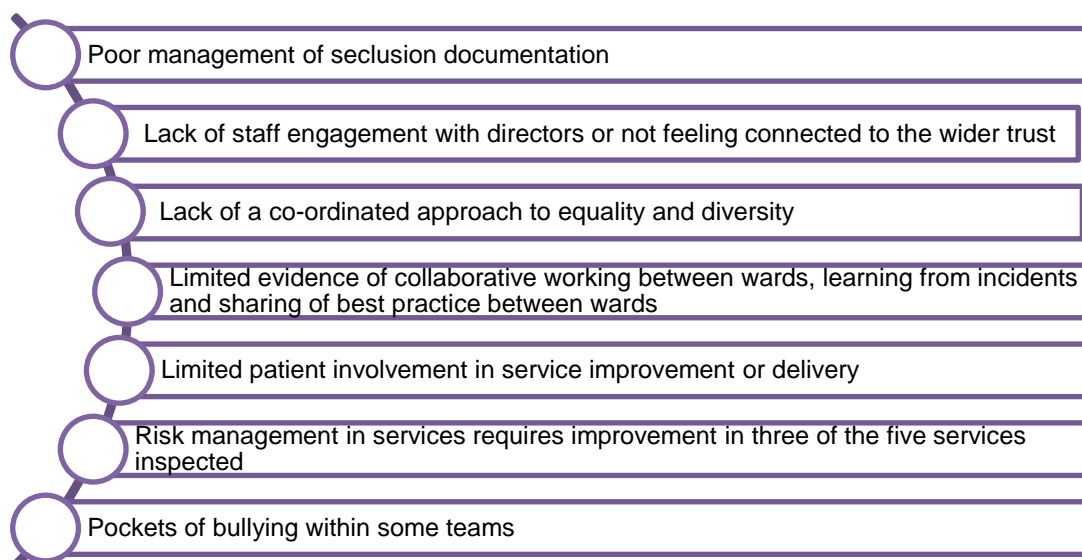 Poor management of seclusion documentation
Lack of staff engagement with directors or not feeling connected to the wider trust
Lack of a co-ordinated approach to equality and diversity
Limited evidence of collaborative working between wards, learning from incidents
and sharing of best practice between wards
Limited patient involvement in service improvement or delivery
Risk management in services requires improvement in three of the five services
inspected
Pockets of bullying within some teams